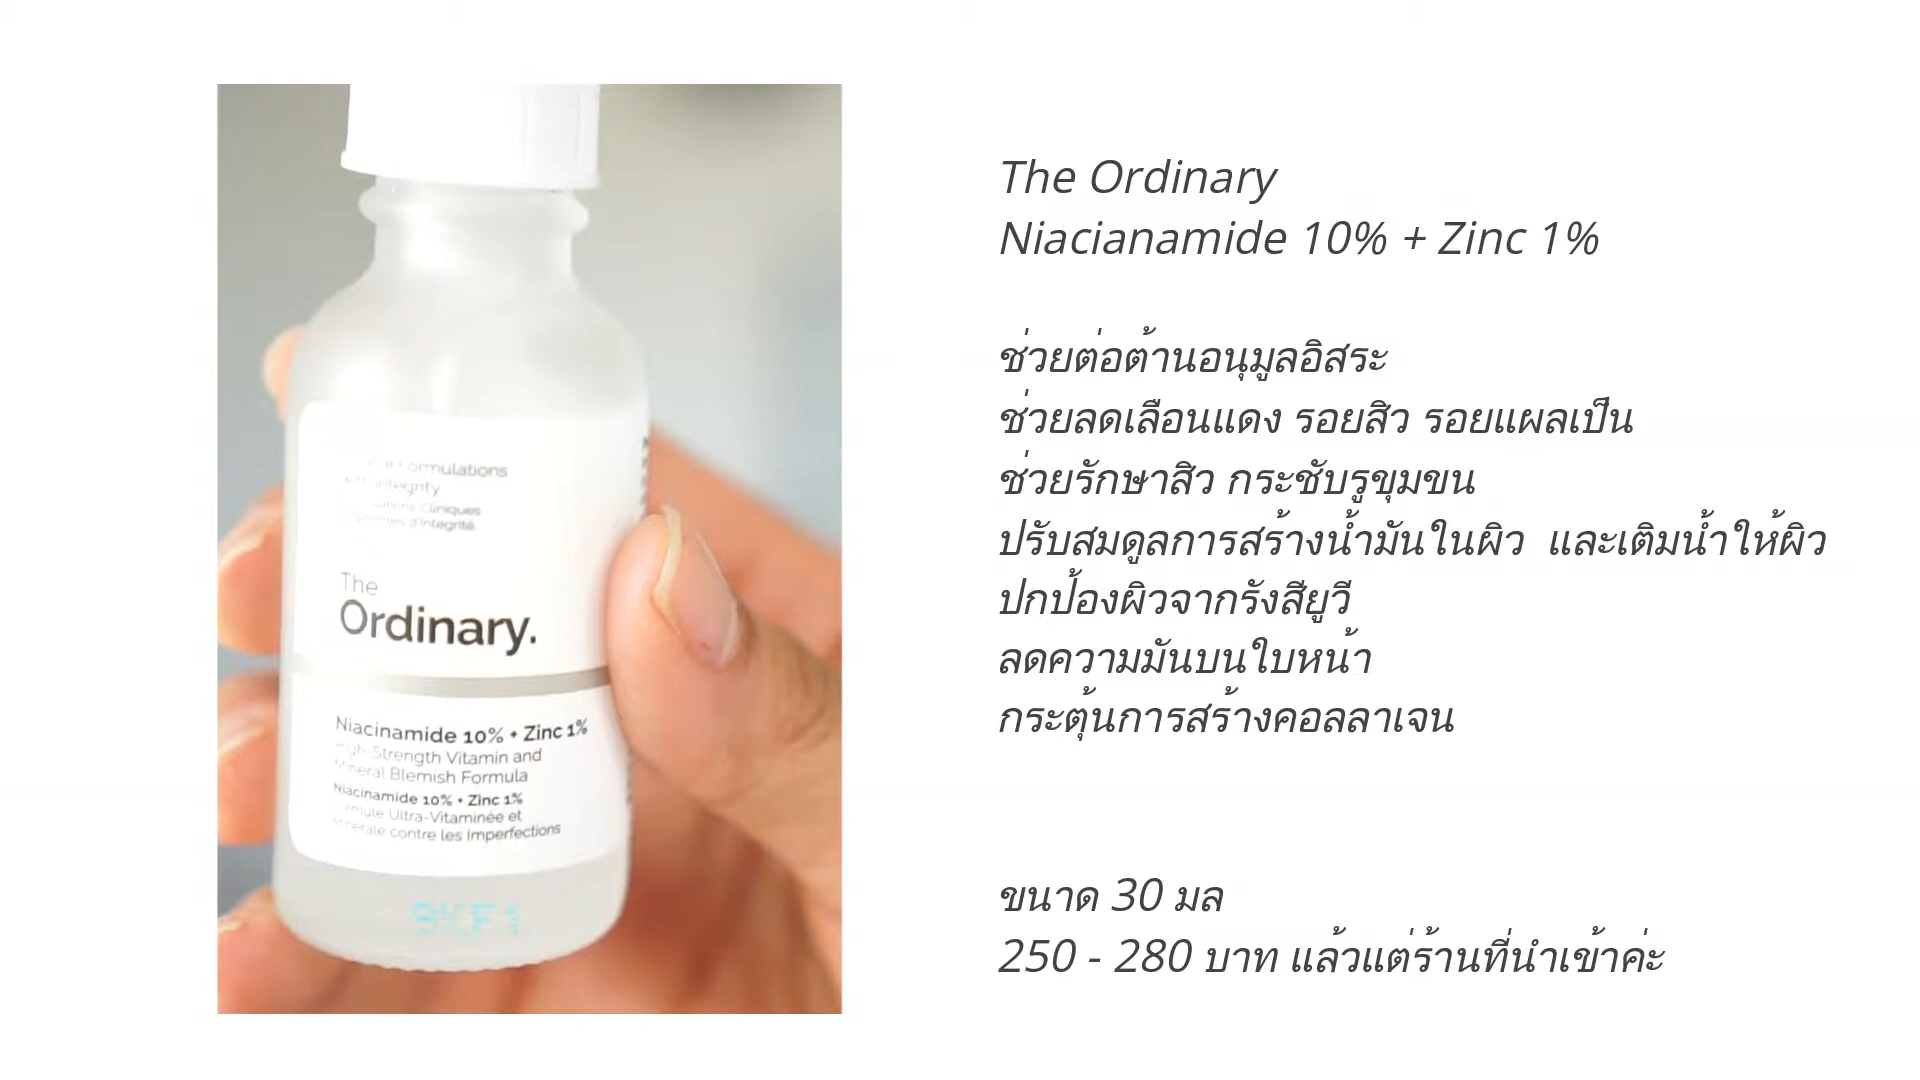 Formulations
integrity
Cliniques
d'Integrité
The
Ordinary.
Niacinamide 10% + Zinc 1%
High-Strength Vitamin and
Mineral Blemish Formula
Niacinamide 10% + Zinc 1%
Formule Ultra-Vitaminée et
Minérale contre les Imperfections
The Ordinary
Niacianamide 10% + Zinc 1%
ช่วยต่อต้านอนุมูลอิสระ
ช่วยลดเลือนแดง รอยสิว รอยแผลเป็น
ช่วยรักษาสิว กระชับรูขุมขน
ปรับสมดูลการสร้างน้ำมันในผิว และเติมน้ำให้ผิว
ปกป้องผิวจากรังสียูวี
ลดความมันบนใบหน้า
กระตุ้นการสร้างคอลลาเจน
ขนาด 30 มล
250 - 280 บาท แล้วแต่ร้านที่นำเข้าค่ะ